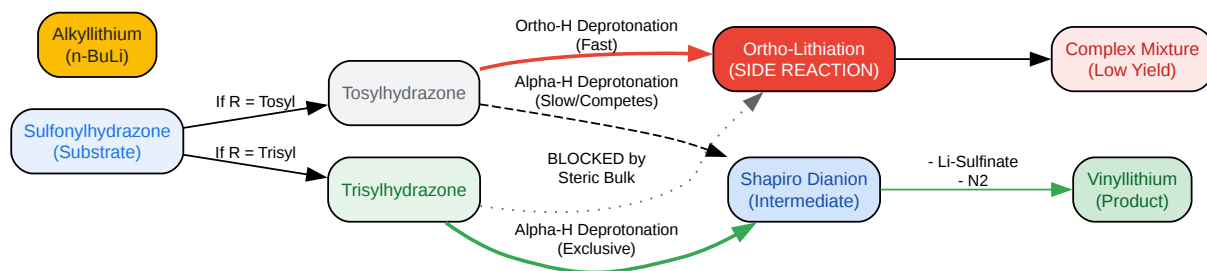 Alkyllithium
(n-BuLi)
Sulfonylhydrazone
(Substrate)
If R = Tosyl
If R = Trisyl
Tosylhydrazone
Trisylhydrazone
Ortho-H Deprotonation
(Fast)
Alpha-H Deprotonation
(Slow/Competes)
BLOCKED by
Steric Bulk
Alpha-H Deprotonation
(Exclusive)
Ortho-Lithiation
(SIDE REACTION)
Shapiro Dianion
(Intermediate)
- Li-Sulfinate
- N2
Complex Mixture
(Low Yield)
Vinyllithium
(Product)